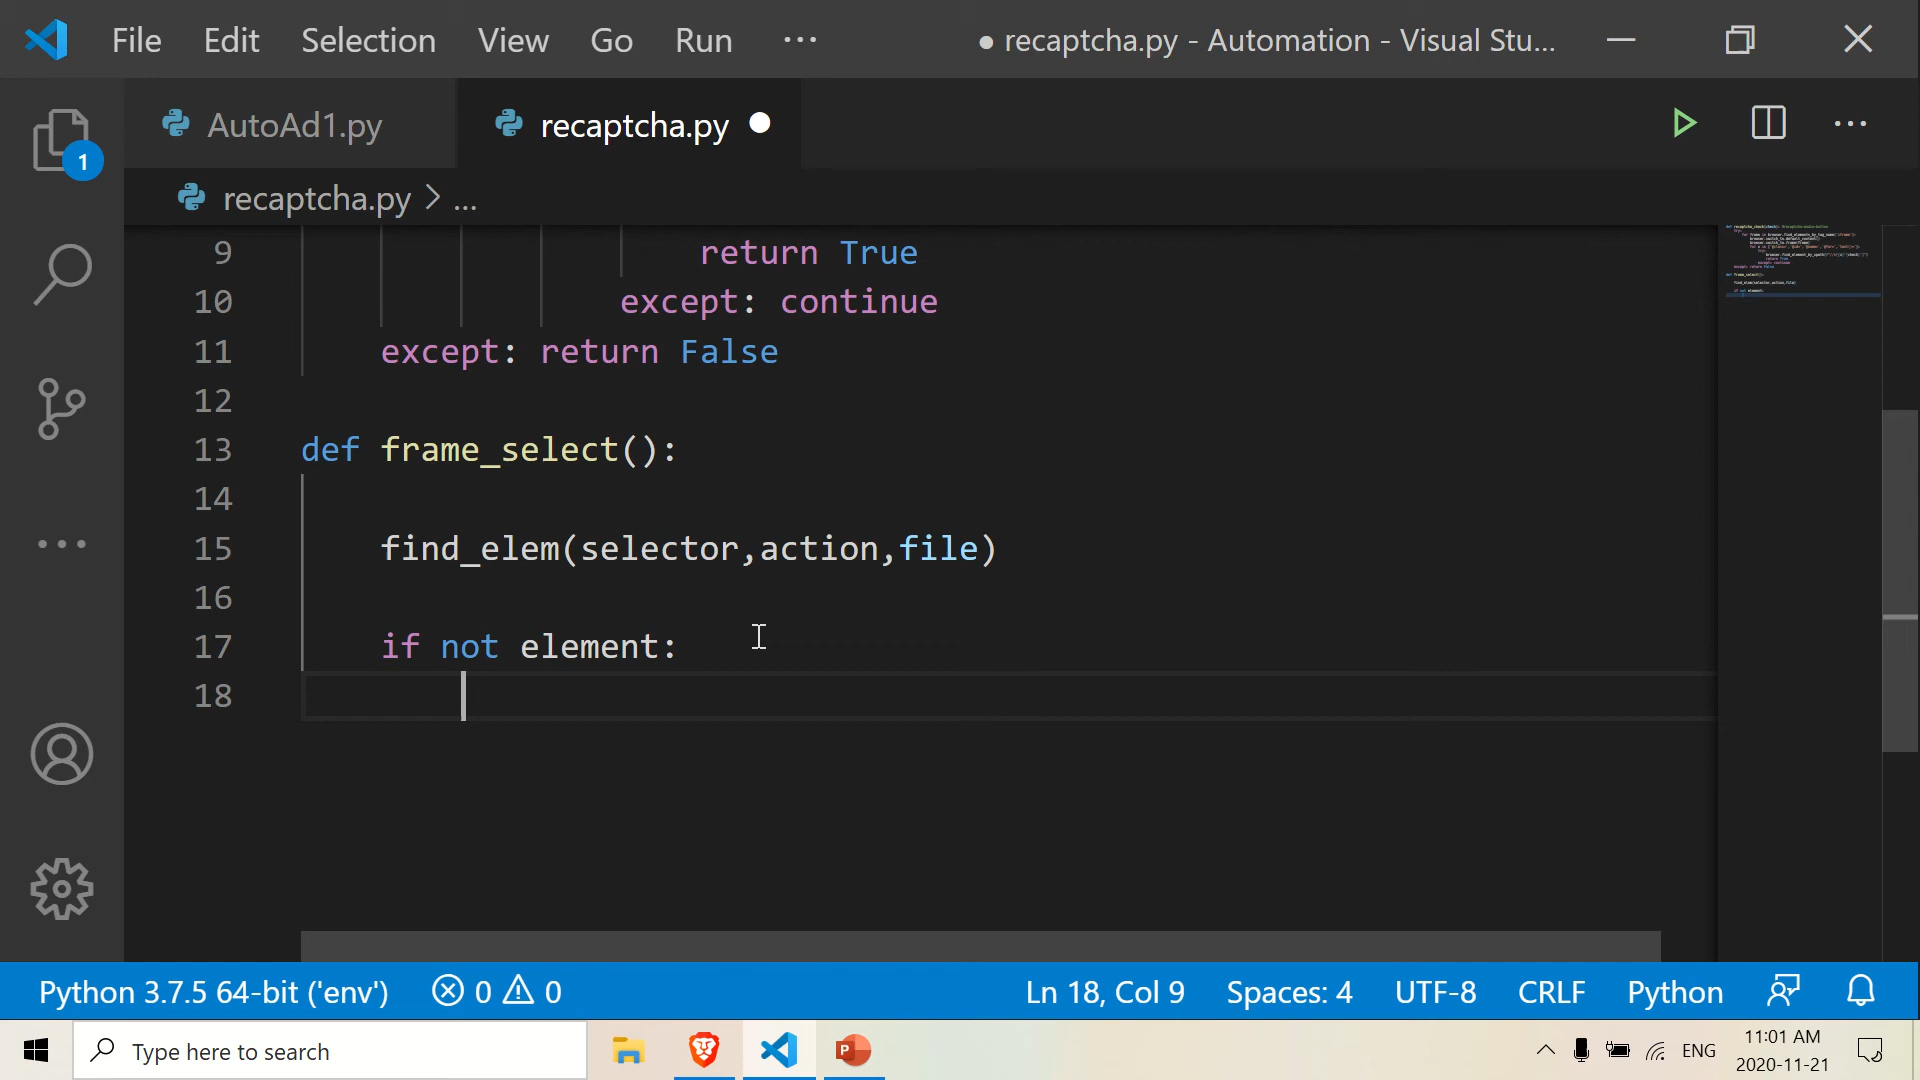 File Edit Selection View Go Run ··· ● recaptcha.py - Automation - Visual Stu...
1
AutoAd1.py recaptcha.py ●
recaptcha.py > ...
9 return True
10 except: continue
11 except: return False
12
13 def frame_select():
14
15 find_elem(selector,action,file)
16
17 if not element:
18
Python 3.7.5 64-bit ('env') 0 0 Ln 18, Col 9 Spaces: 4 UTF-8 CRLF Python
Type here to search P ENG 11:01 AM
2020-11-21